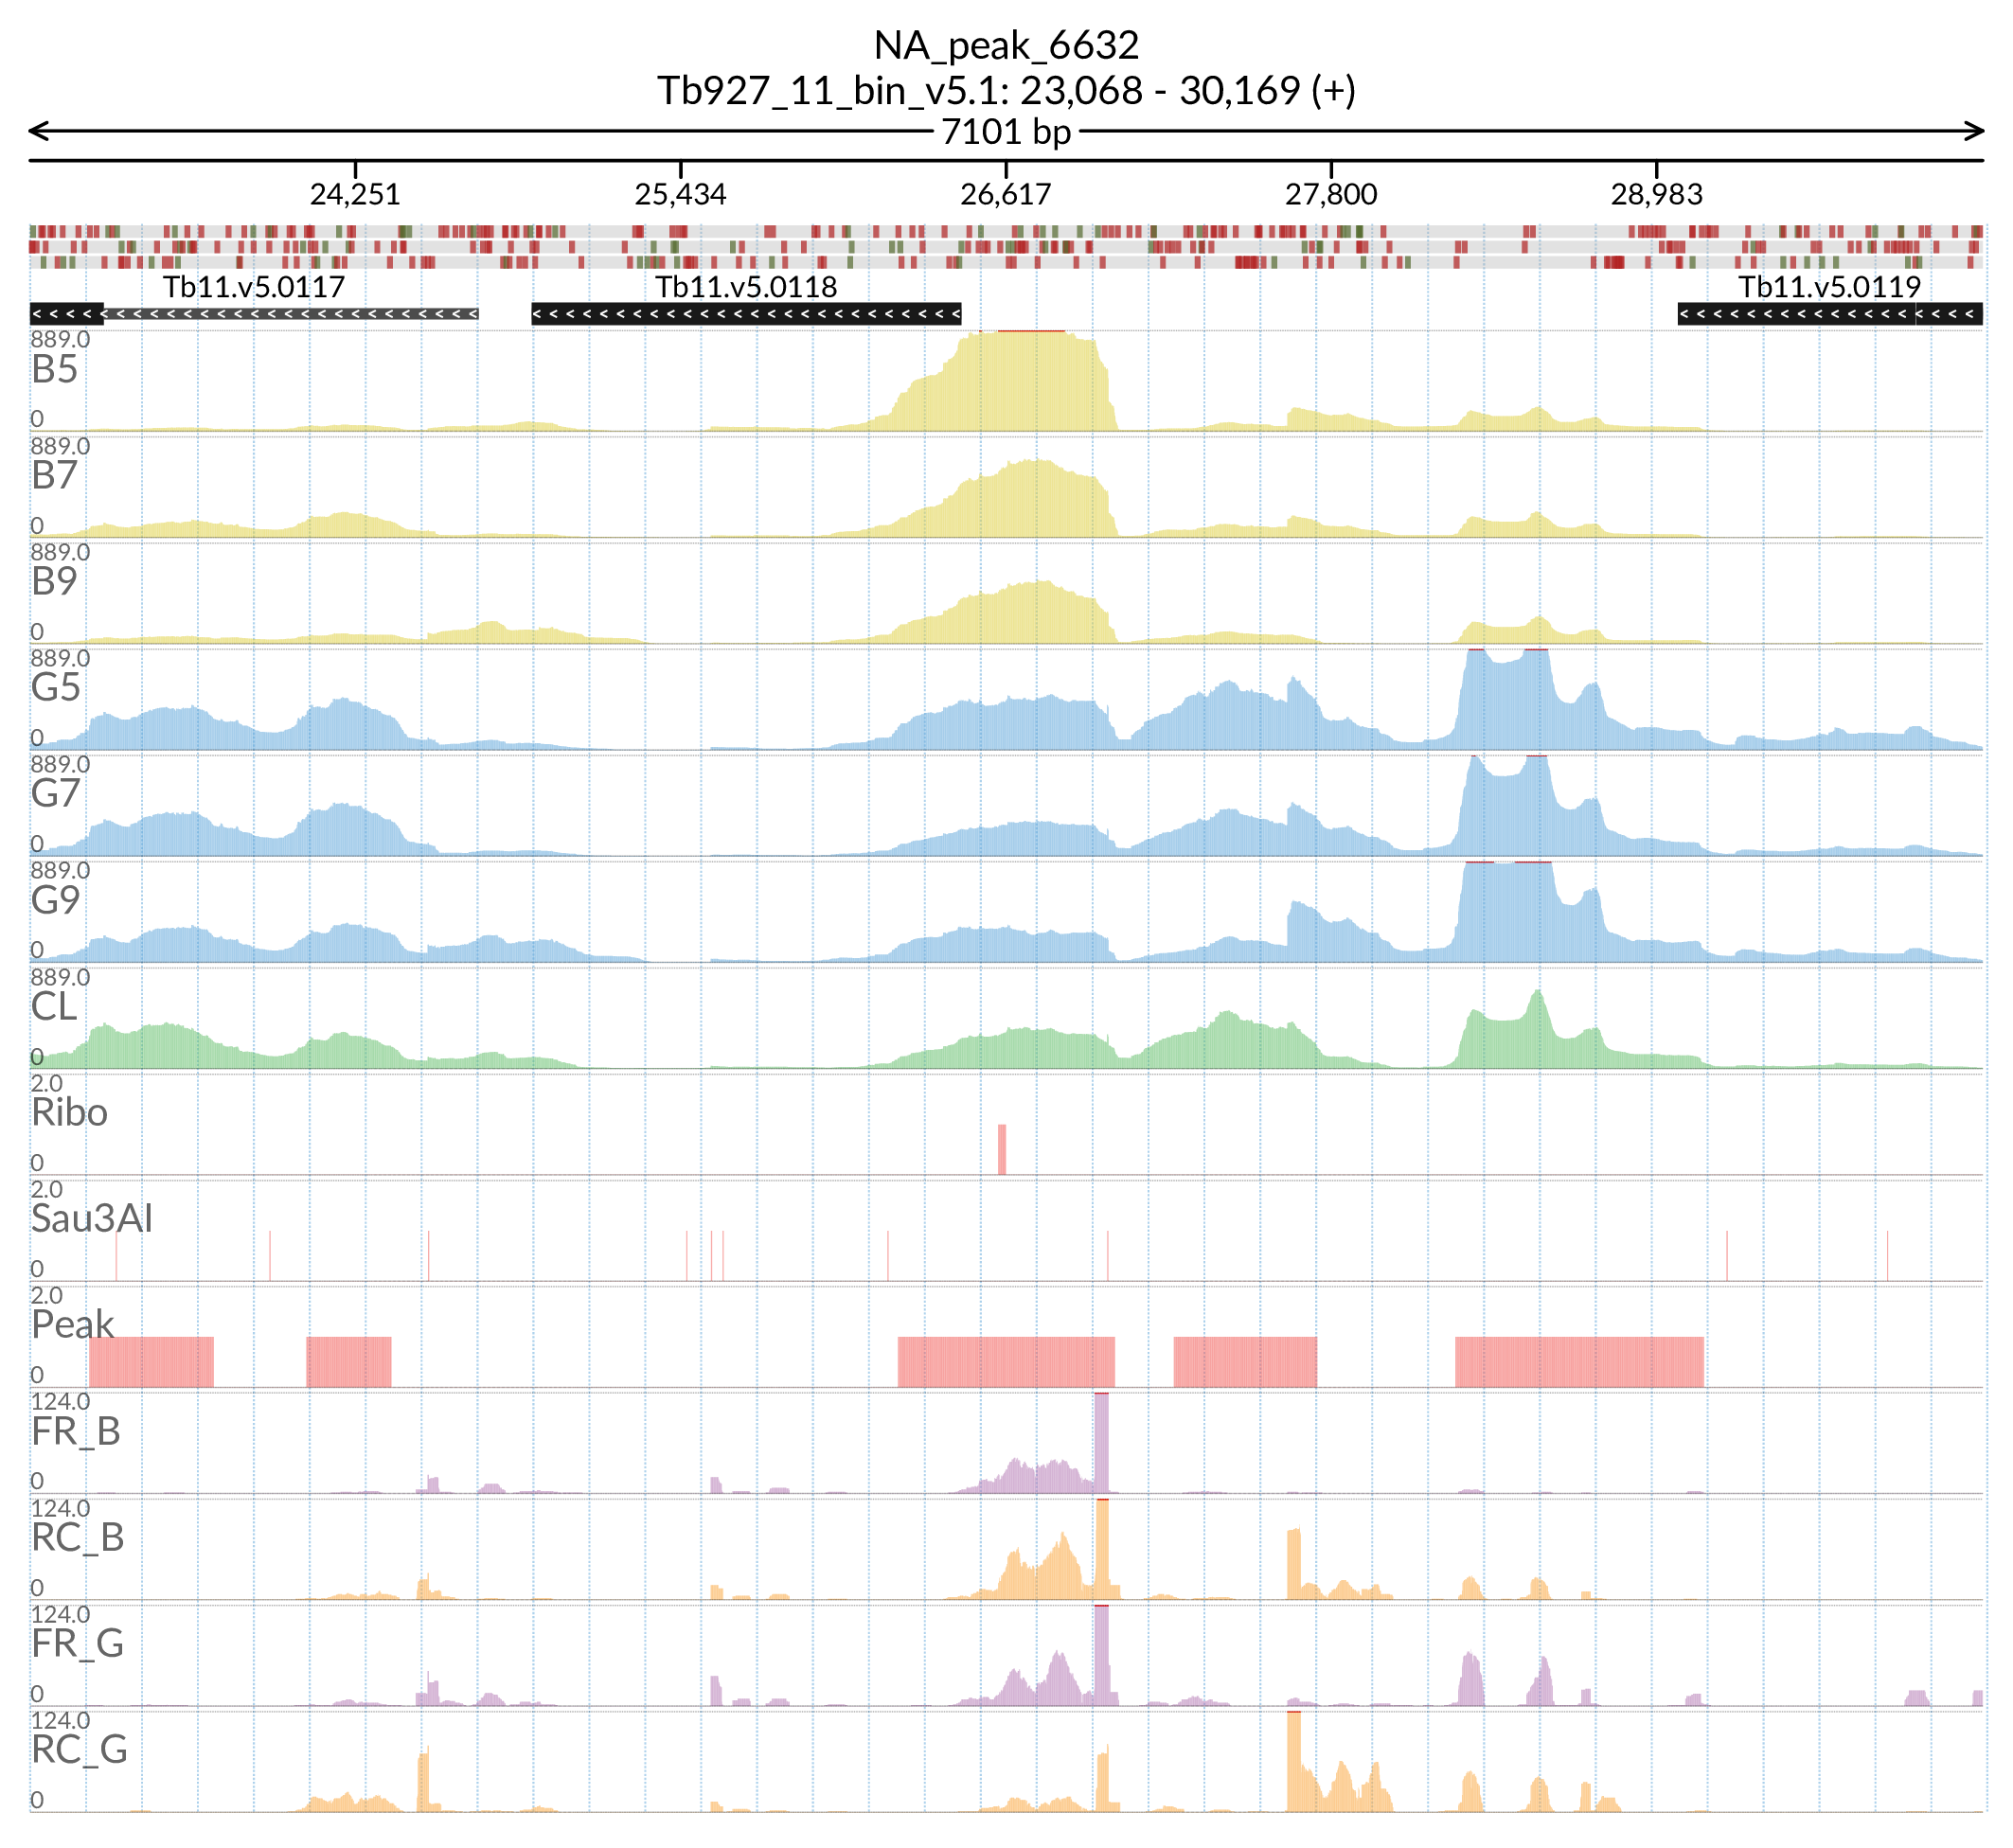 NA_peak_6632
Tb927_11_bin_v5.1: 23,068 - 30,169 (+)
7101 bp
24,251 25,434 26,617 27,800 28,983
Tb11.v5.0117 Tb11.v5.0118 Tb11.v5.0119
889.0
B5
0
889.0
B7
0
889.0
B9
0
889.0
G5
0
889.0
G7
0
889.0
G9
0
889.0
CL
0
2.0
Ribo
0
2.0
Sau3AI
0
2.0
Peak
0
124.0
FR_B
0
124.0
RC_B
0
124.0
FR_G
0
124.0
RC_G
0